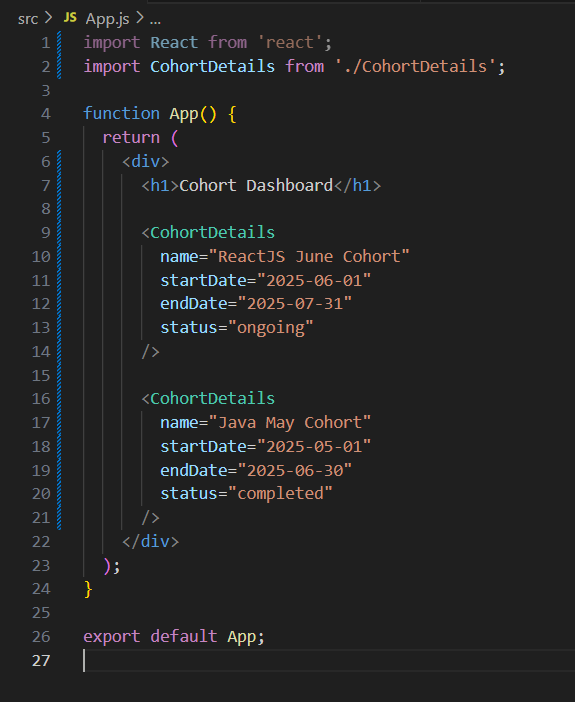 src > JS App.js > ...
1 import React from 'react';
2 import CohortDetails from './CohortDetails';
3
4 function App() {
5   return (
6     <div>
7       <h1>Cohort Dashboard</h1>
8
9       <CohortDetails
10         name="ReactJS June Cohort"
11         startDate="2025-06-01"
12         endDate="2025-07-31"
13         status="ongoing"
14       />
15
16       <CohortDetails
17         name="Java May Cohort"
18         startDate="2025-05-01"
19         endDate="2025-06-30"
20         status="completed"
21       />
22     </div>
23   );
24 }
25
26 export default App;
27